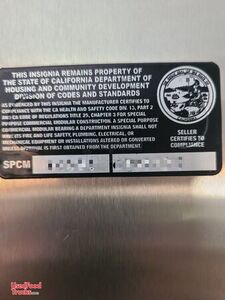 THIS INSIGNIA REMAINS PROPERTY OF
THE STATE OF CALIFORNIA DEPARTMENT OF
HOUSING AND COMMUNITY DEVELOPMENT
DIVISION OF CODES AND STANDARDS
AS EVIDENCED BY THIS INSIGNIA THE MANUFACTURER CERTIFIES TO
COMPLIANCE WITH THE CA HEALTH AND SAFETY CODE DIV. 13, PART 2
AND CA CODE OF REGULATIONS TITLE 25, CHAPTER 3 FOR SPECIAL
PURPOSE COMMERCIAL MODULAR CONSTRUCTION. A SPECIAL PURPOSE
COMMERCIAL MODULAR BEARING A DEPARTMENT INSIGNIA SHALL NOT
HAVE ITS FIRE AND LIFE SAFETY, PLUMBING, ELECTRICAL, OR
MECHANICAL EQUIPMENT OR INSTALLATIONS ALTERED OR CONVERTED
UNLESS APPROVAL IS FIRST OBTAINED FROM THE DEPARTMENT.
SELLER
CERTIFIES TO
COMPLIANCE
SPCM
UsedFoodTrucks.com